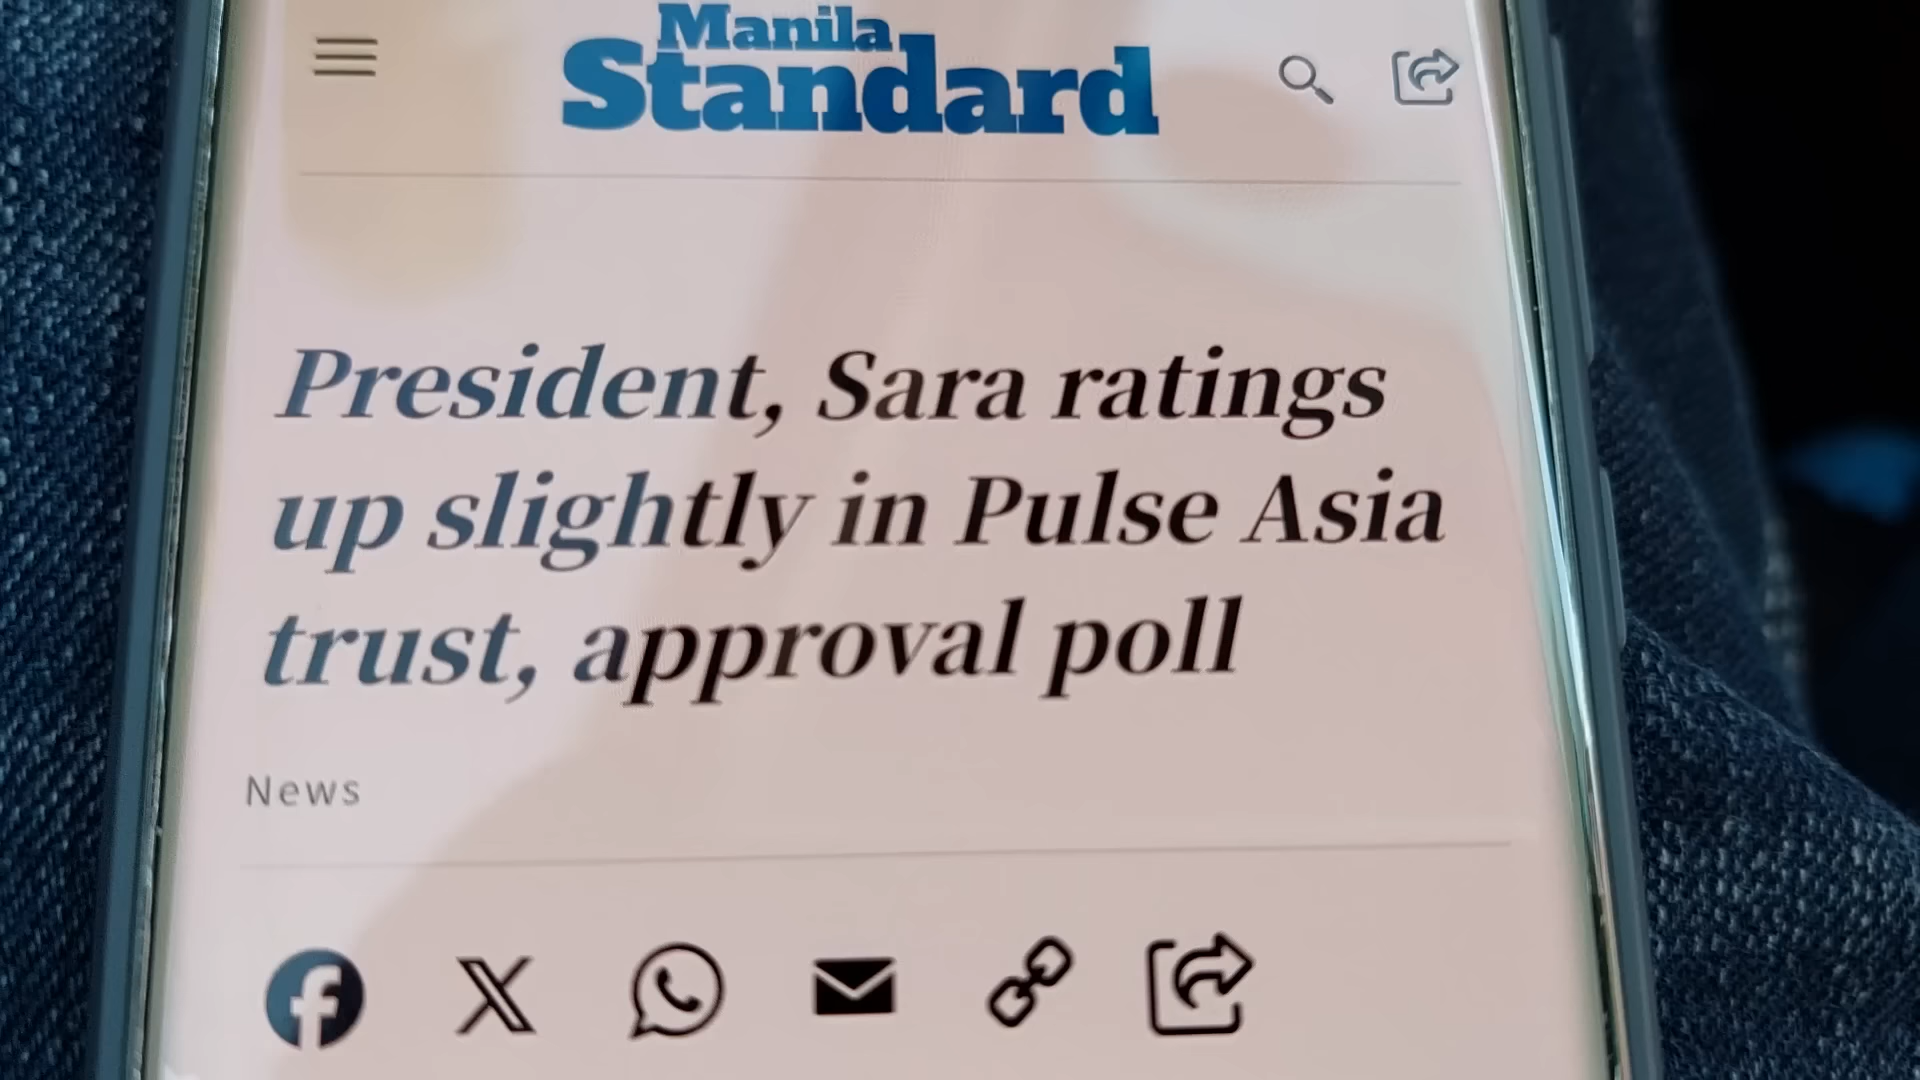 Manila
Standard
President, Sara ratings
up slightly in Pulse Asia
trust, approval poll
News